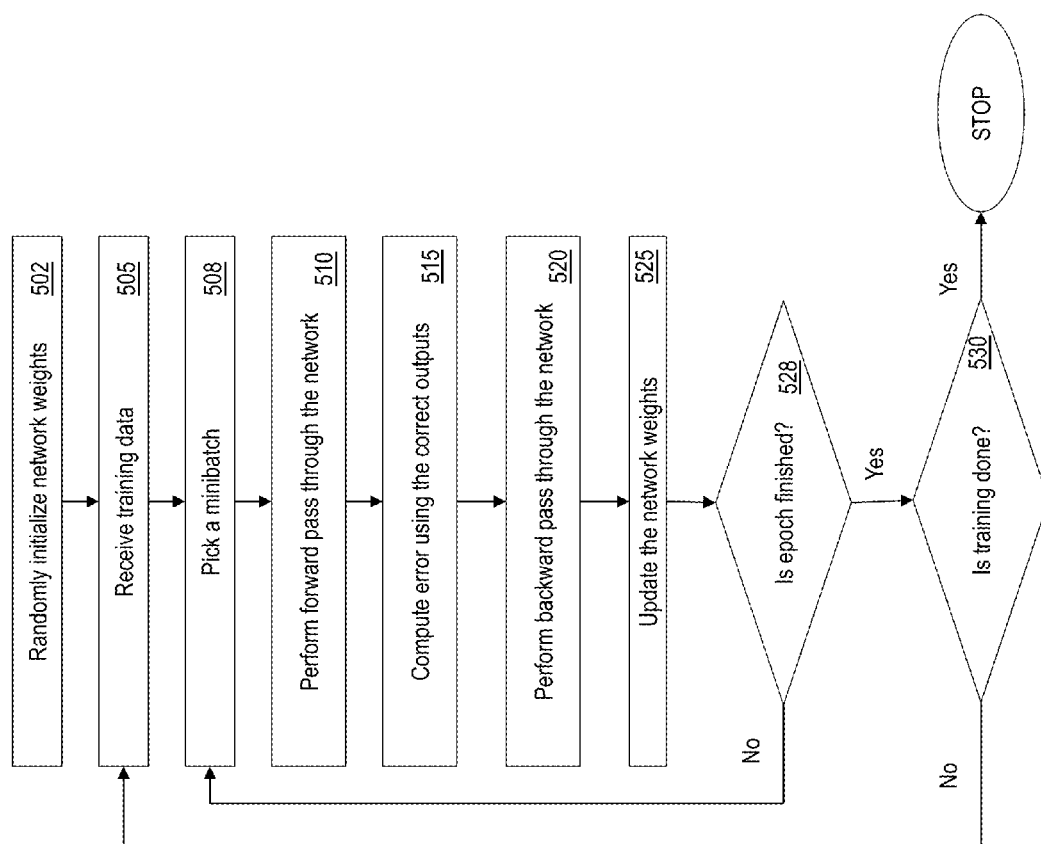 Randomly initialize network weights 502
Receive training data 505
Pick a minibatch 508
Perform forward pass through the network 510
Compute error using the correct outputs 515
Perform backward pass through the network 520
Update the network weights 525
Is epoch finished? 528
No
Yes
Is training done? 530
No
Yes
STOP